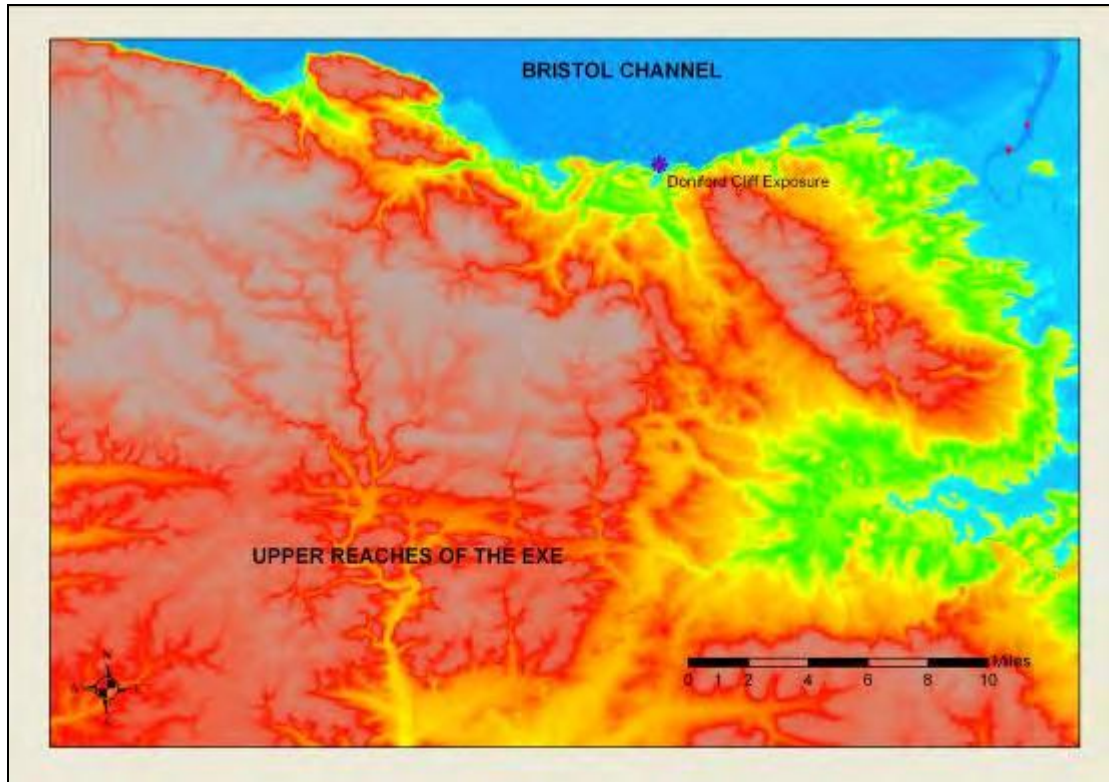 BRISTOL CHANNEL
Doniford Cliff Exposure
UPPER REACHES OF THE EXE
Miles
0 1 2 4 6 8 10
N